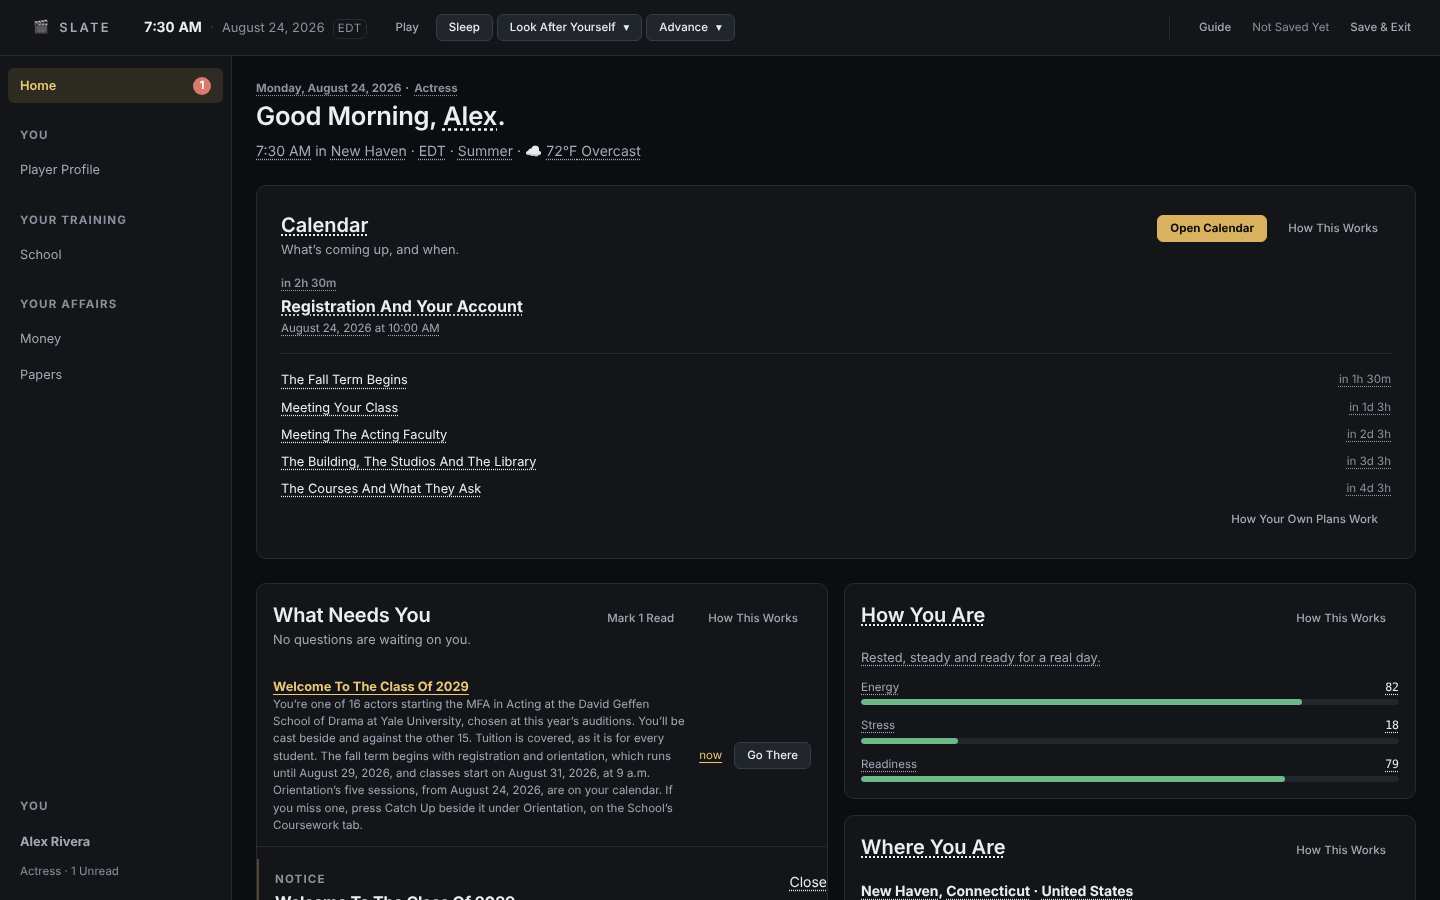 🎬 SLATE
7:30 AM · August 24, 2026 EDT
Play
Sleep
Look After Yourself ▾
Advance ▾
Guide
Not Saved Yet
Save & Exit
Home 1
YOU
Player Profile
YOUR TRAINING
School
YOUR AFFAIRS
Money
Papers
YOU
Alex Rivera
Actress · 1 Unread
Monday, August 24, 2026 · Actress
Good Morning, Alex.
7:30 AM in New Haven · EDT · Summer · ☁️ 72°F Overcast
Calendar
What's coming up, and when.
Open Calendar
How This Works
in 2h 30m
Registration And Your Account
August 24, 2026 at 10:00 AM
The Fall Term Begins in 1h 30m
Meeting Your Class in 1d 3h
Meeting The Acting Faculty in 2d 3h
The Building, The Studios And The Library in 3d 3h
The Courses And What They Ask in 4d 3h
How Your Own Plans Work
What Needs You
No questions are waiting on you.
Mark 1 Read
How This Works
Welcome To The Class Of 2029
You're one of 16 actors starting the MFA in Acting at the David Geffen
School of Drama at Yale University, chosen at this year's auditions. You'll be
cast beside and against the other 15. Tuition is covered, as it is for every
student. The fall term begins with registration and orientation, which runs
until August 29, 2026, and classes start on August 31, 2026, at 9 a.m.
Orientation's five sessions, from August 24, 2026, are on your calendar. If
you miss one, press Catch Up beside it under Orientation, on the School's
Coursework tab.
now
Go There
NOTICE
Close
Welcome To The Class Of 2029
How You Are
How This Works
Rested, steady and ready for a real day.
Energy 82
Stress 18
Readiness 79
Where You Are
How This Works
New Haven, Connecticut · United States